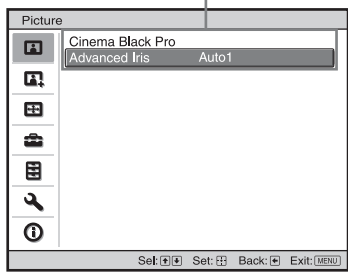 Picture
Cinema Black Pro
Advanced Iris Auto1
Sel: Set: Back: Exit: MENU